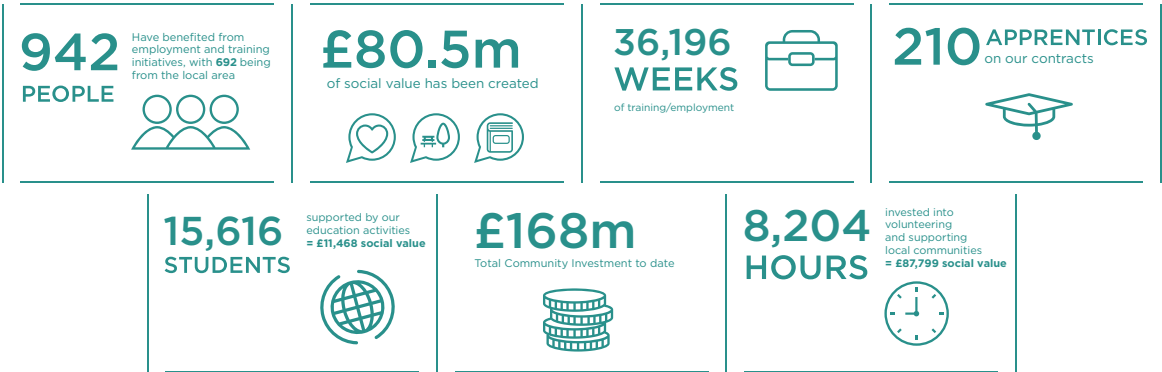 942
PEOPLE
Have benefited from
employment and training
initiatives, with 692 being
from the local area
£80.5m
of social value has been created
36,196
WEEKS
of training/employment
210 APPRENTICES
on our contracts
15,616
STUDENTS
supported by our
education activities
= £11,468 social value
£168m
Total Community Investment to date
8,204
HOURS
invested into
volunteering
and supporting
local communities
= £87,799 social value